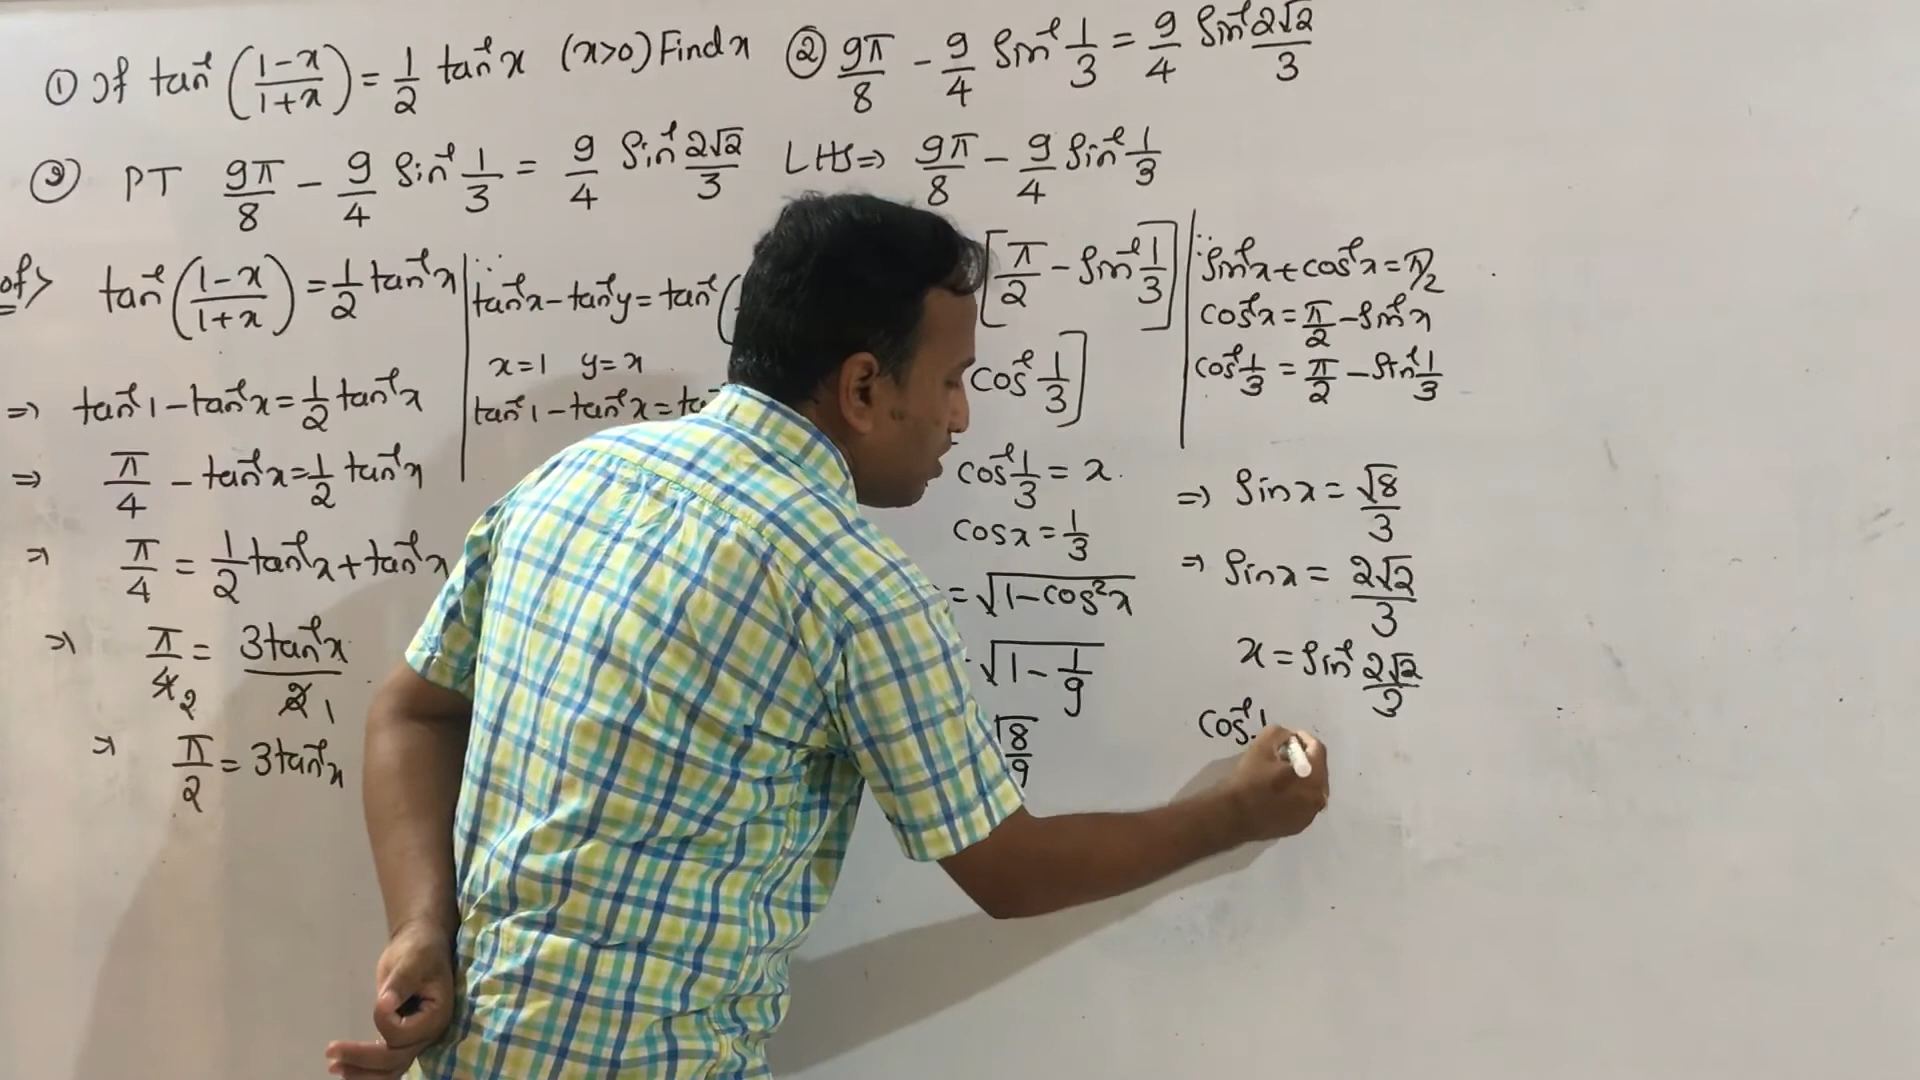 ① If tan⁻¹((1-x)/(1+x)) = 1/2 tan⁻¹x (x>0) Find x
② PT 9π/8 - 9/4 Sin⁻¹ 1/3 = 9/4 Sin⁻¹ 2√2/3
of> tan⁻¹((1-x)/(1+x)) = 1/2 tan⁻¹x
⇒ tan⁻¹1 - tan⁻¹x = 1/2 tan⁻¹x
⇒ π/4 - tan⁻¹x = 1/2 tan⁻¹x
⇒ π/4 = 1/2 tan⁻¹x + tan⁻¹x
⇒ π/4 2 = 3tan⁻¹x/2 1
⇒ π/2 = 3tan⁻¹x
∵ tan⁻¹x - tan⁻¹y = tan⁻¹(
x=1 y=x
tan⁻¹1 - tan⁻¹x =
② 9π/8 - 9/4 Sin⁻¹ 1/3 = 9/4 Sin⁻¹ 2√2/3
LHS ⇒ 9π/8 - 9/4 Sin⁻¹ 1/3
[π/2 - Sin⁻¹ 1/3]
cos⁻¹ 1/3]
∵ Sin⁻¹x + cos⁻¹x = π/2
cos⁻¹x = π/2 - Sin⁻¹x
cos⁻¹ 1/3 = π/2 - Sin⁻¹ 1/3
cos⁻¹ 1/3 = x
cosx = 1/3
= √(1-cos²x)
√(1 - 1/9)
√(8/9)
⇒ Sinx = √8/3
⇒ Sinx = 2√2/3
x = Sin⁻¹ 2√2/3
cos⁻¹